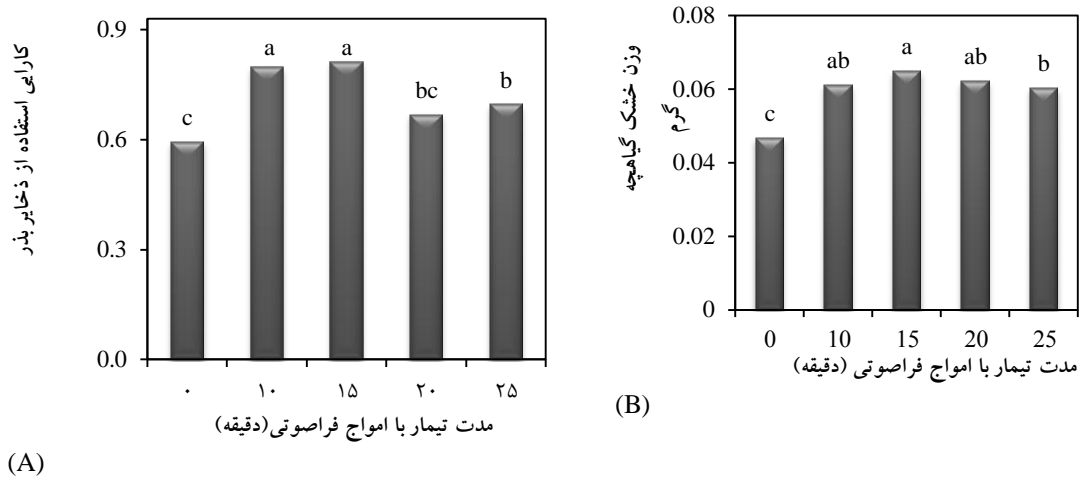 کارایی استفاده از ذخایر بذر
0.9
0.6
0.3
0.0
c
a
a
bc
b
۰ ۱۰ ۱۵ ۲۰ ۲۵
مدت تیمار با امواج فراصوتی(دقیقه)
(A)
وزن خشک گیاهچه
گرم
0.08
0.06
0.04
0.02
0
c
ab
a
ab
b
0 10 15 20 25
مدت تیمار با امواج فراصوتی (دقیقه)
(B)